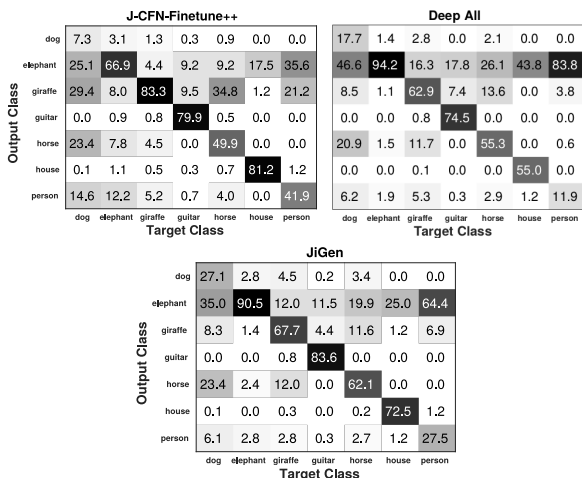 J-CFN-Finetune++
dog 7.3 3.1 1.3 0.3 0.9 0.0 0.0
elephant 25.1 66.9 4.4 9.2 9.2 17.5 35.6
giraffe 29.4 8.0 83.3 9.5 34.8 1.2 21.2
guitar 0.0 0.9 0.8 79.9 0.5 0.0 0.0
horse 23.4 7.8 4.5 0.0 49.9 0.0 0.0
house 0.1 1.1 0.5 0.3 0.7 81.2 1.2
person 14.6 12.2 5.2 0.7 4.0 0.0 41.9
dog elephant giraffe guitar horse house person
Target Class
Output Class
Deep All
17.7 1.4 2.8 0.0 2.1 0.0 0.0
46.6 94.2 16.3 17.8 26.1 43.8 83.8
8.5 1.1 62.9 7.4 13.6 0.0 3.8
0.0 0.0 0.8 74.5 0.0 0.0 0.0
20.9 1.5 11.7 0.0 55.3 0.0 0.6
0.0 0.0 0.1 0.0 0.0 55.0 0.0
6.2 1.9 5.3 0.3 2.9 1.2 11.9
dog elephant giraffe guitar horse house person
Target Class
JiGen
dog 27.1 2.8 4.5 0.2 3.4 0.0 0.0
elephant 35.0 90.5 12.0 11.5 19.9 25.0 64.4
giraffe 8.3 1.4 67.7 4.4 11.6 1.2 6.9
guitar 0.0 0.0 0.8 83.6 0.0 0.0 0.0
horse 23.4 2.4 12.0 0.0 62.1 0.0 0.0
house 0.1 0.0 0.3 0.0 0.2 72.5 1.2
person 6.1 2.8 2.8 0.3 2.7 1.2 27.5
dog elephant giraffe guitar horse house person
Target Class
Output Class